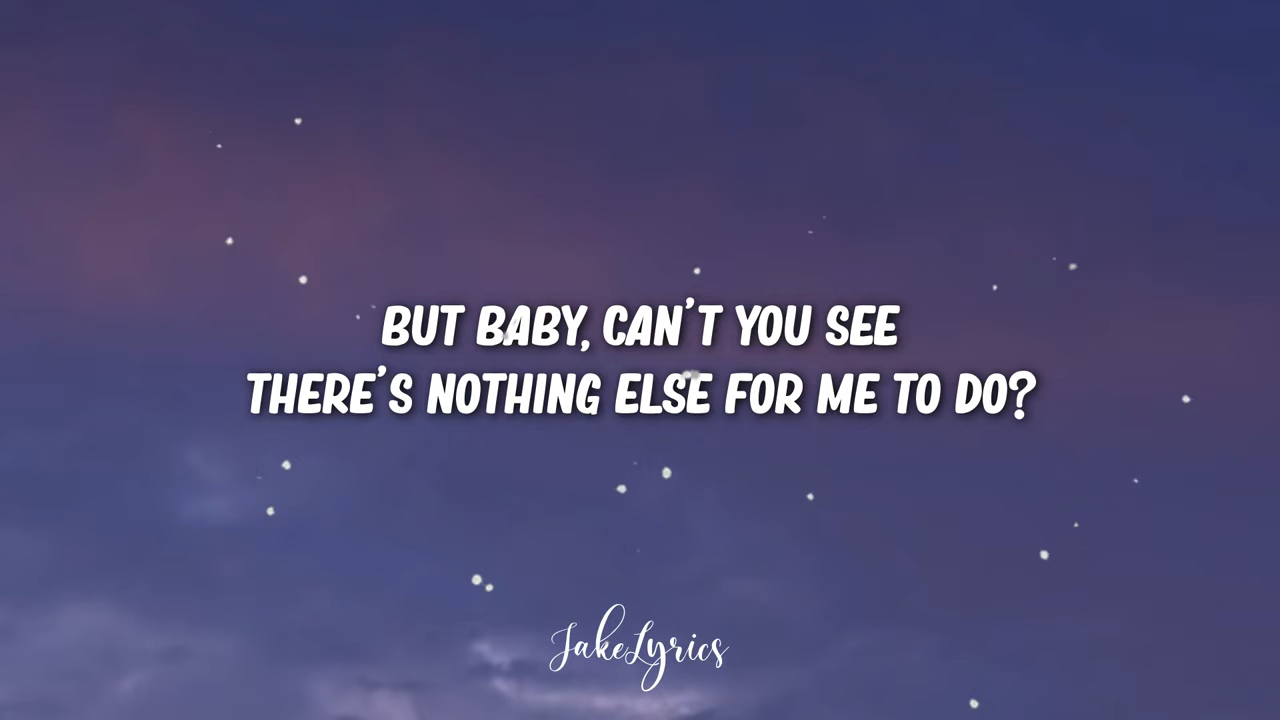 BUT BABY, CAN'T YOU SEE
THERE'S NOTHING ELSE FOR ME TO DO?
JakeLyrics